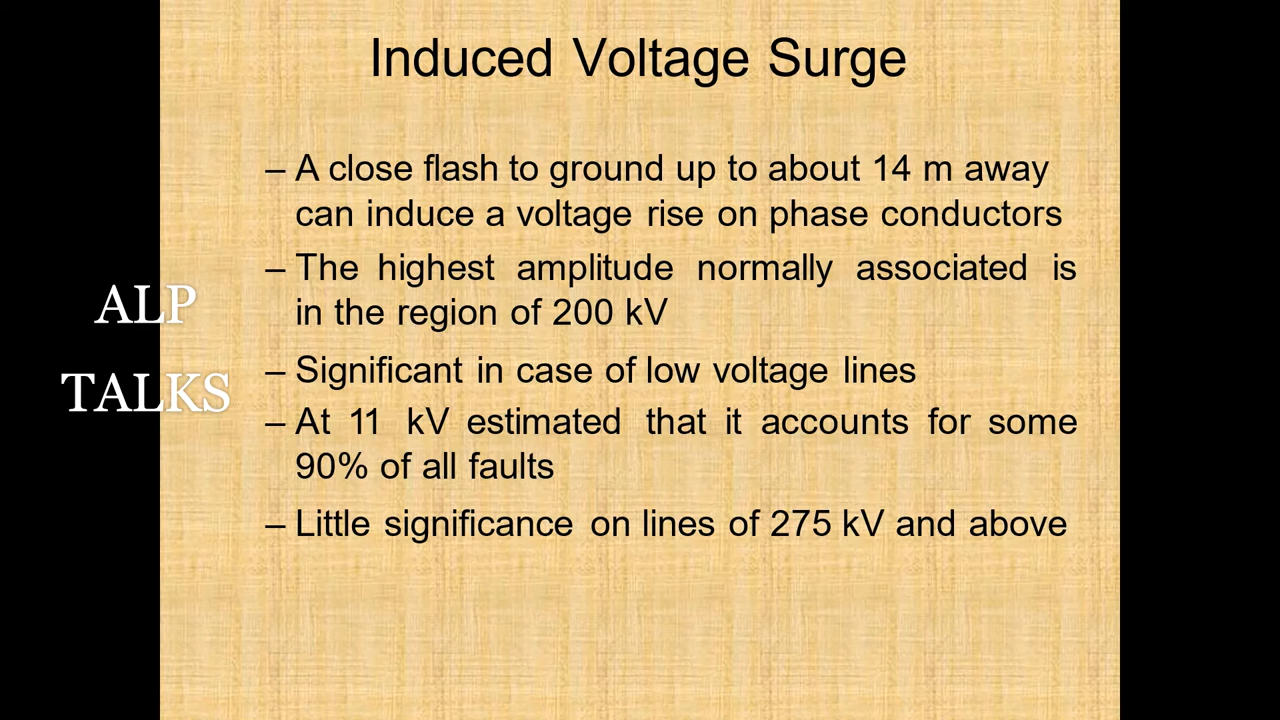 Induced Voltage Surge
– A close flash to ground up to about 14 m away
can induce a voltage rise on phase conductors
– The highest amplitude normally associated is
in the region of 200 kV
ALP
TALKS
– Significant in case of low voltage lines
– At 11 kV estimated that it accounts for some
90% of all faults
– Little significance on lines of 275 kV and above